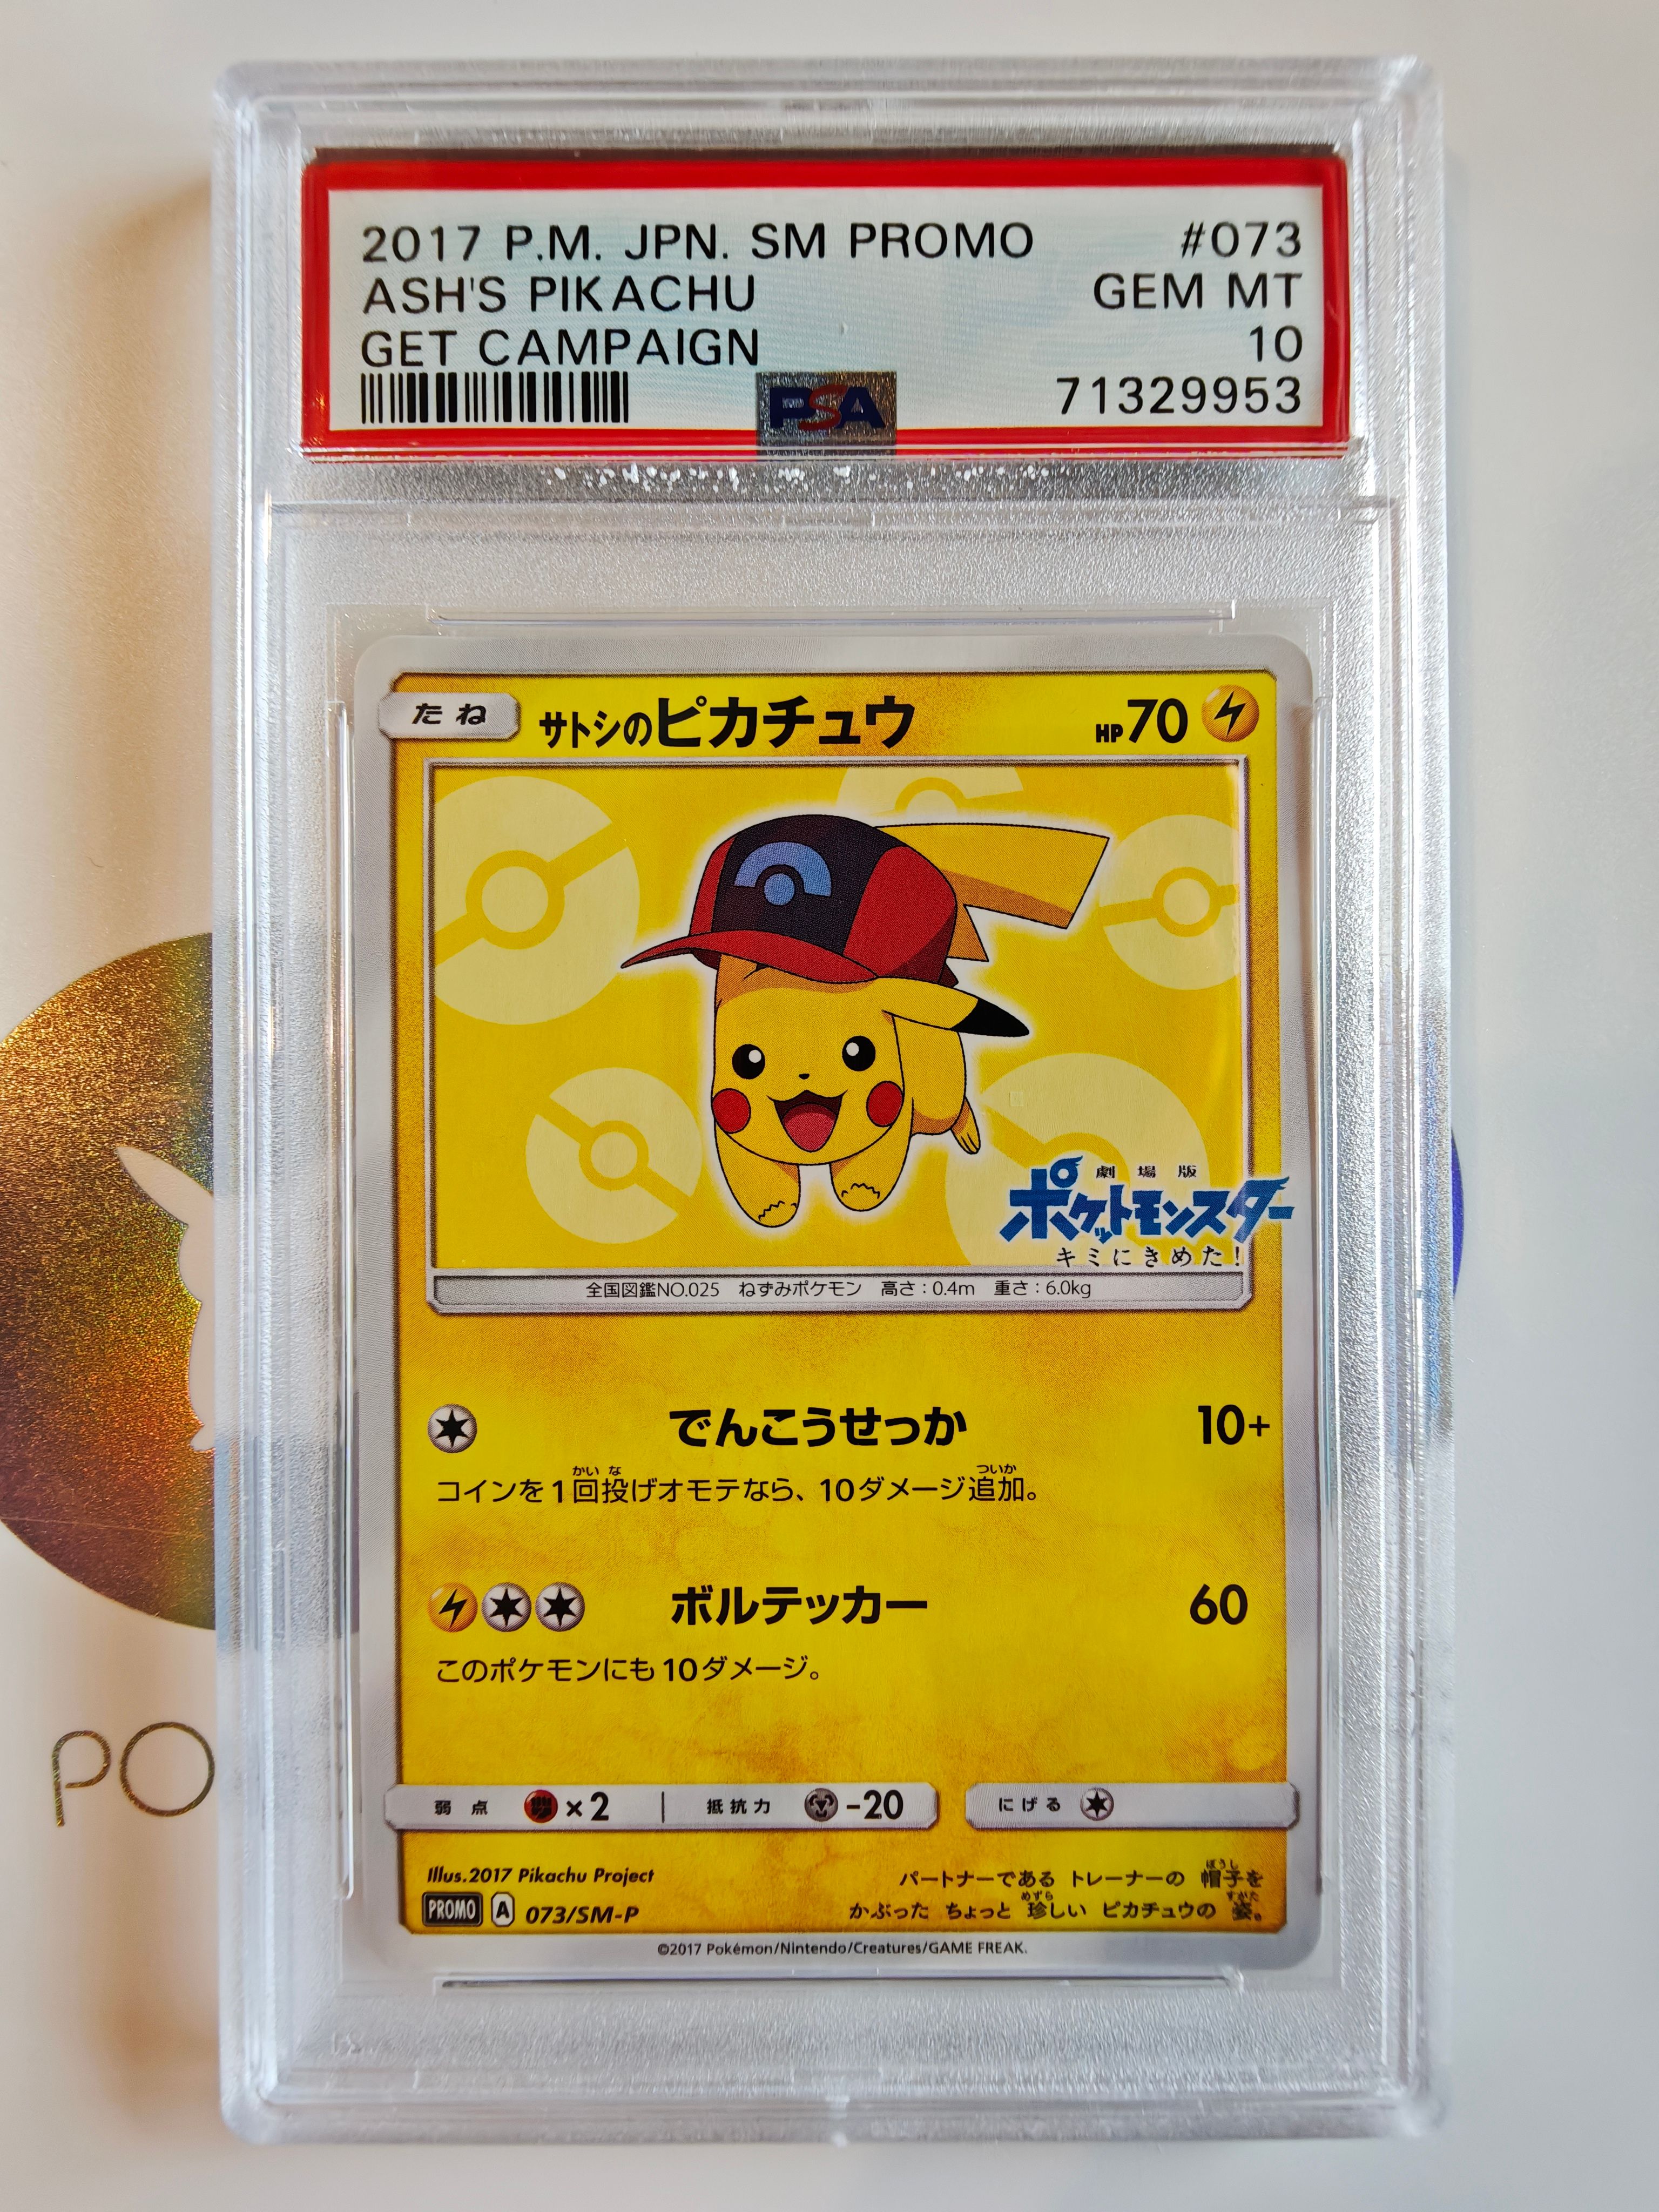 2017 P.M. JPN. SM PROMO #073
ASH'S PIKACHU GEM MT
GET CAMPAIGN 10
PSA 71329953
たね サトシのピカチュウ HP70
劇場版
ポケットモンスター
キミにきめた!
全国図鑑NO.025 ねずみポケモン 高さ:0.4m 重さ:6.0kg
でんこうせっか 10+
コインを1回投げオモテなら、10ダメージ追加。
ボルテッカー 60
このポケモンにも10ダメージ。
PO
弱点 ×2 抵抗力 -20 にげる
Illus.2017 Pikachu Project
PROMO A 073/SM-P
パートナーである トレーナーの 帽子を
かぶった ちょっと 珍しい ピカチュウの 姿。
©2017 Pokémon/Nintendo/Creatures/GAME FREAK.